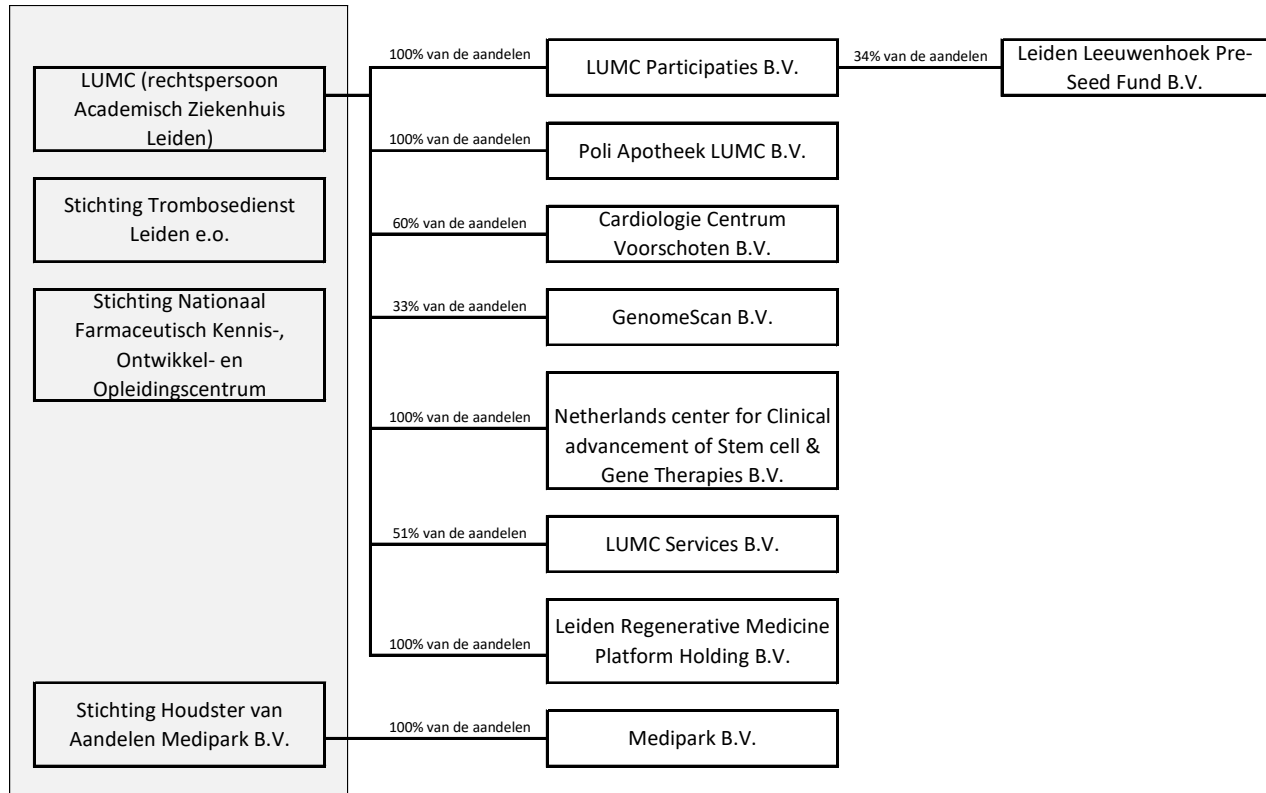 LUMC (rechtspersoon
Academisch Ziekenhuis
Leiden)
100% van de aandelen
LUMC Participaties B.V.
34% van de aandelen
Leiden Leeuwenhoek Pre-
Seed Fund B.V.
100% van de aandelen
Poli Apotheek LUMC B.V.
Stichting Trombosedienst
Leiden e.o.
60% van de aandelen
Cardiologie Centrum
Voorschoten B.V.
Stichting Nationaal
Farmaceutisch Kennis-,
Ontwikkel- en
Opleidingscentrum
33% van de aandelen
GenomeScan B.V.
100% van de aandelen
Netherlands center for Clinical
advancement of Stem cell &
Gene Therapies B.V.
51% van de aandelen
LUMC Services B.V.
100% van de aandelen
Leiden Regenerative Medicine
Platform Holding B.V.
Stichting Houdster van
Aandelen Medipark B.V.
100% van de aandelen
Medipark B.V.